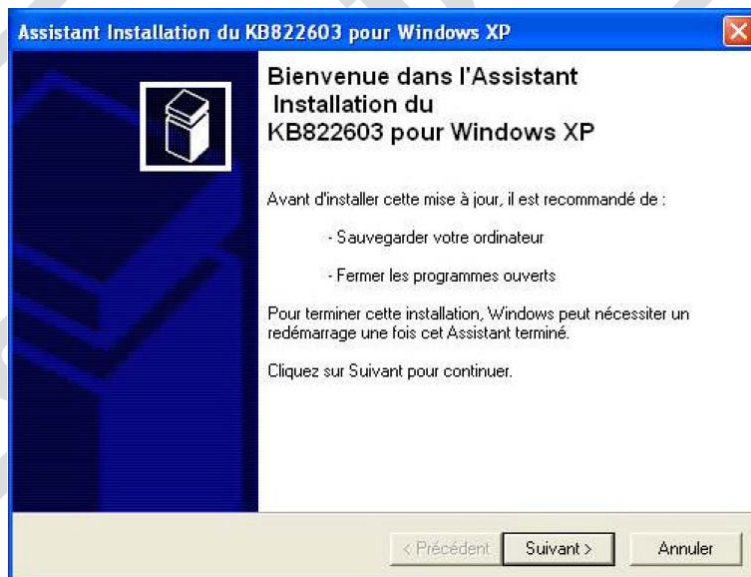 Assistant Installation du KB822603 pour Windows XP
Bienvenue dans l'Assistant
Installation du
KB822603 pour Windows XP
Avant d'installer cette mise à jour, il est recommandé de :
- Sauvegarder votre ordinateur
- Fermer les programmes ouverts
Pour terminer cette installation, Windows peut nécessiter un
redémarrage une fois cet Assistant terminé.
Cliquez sur Suivant pour continuer.
< Précédent Suivant > Annuler